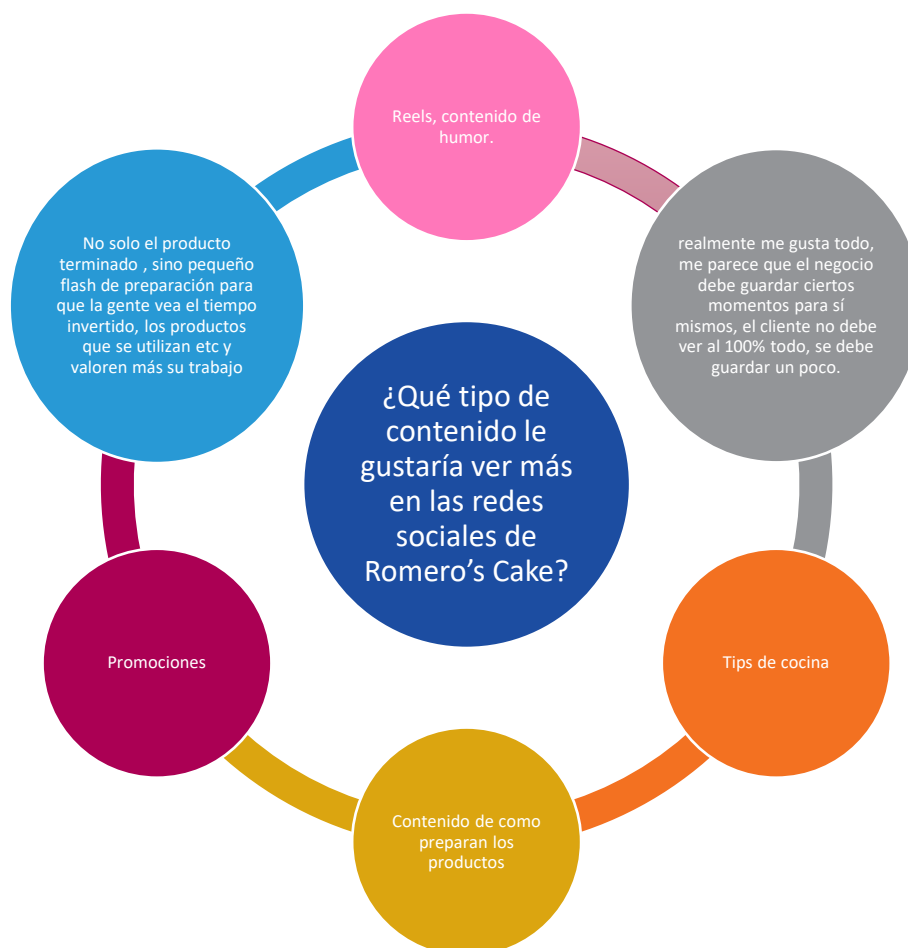 Reels, contenido de
humor.
realmente me gusta todo,
me parece que el negocio
debe guardar ciertos
momentos para sí
mismos, el cliente no debe
ver al 100% todo, se debe
guardar un poco.
Tips de cocina
Contenido de como
preparan los
productos
Promociones
No solo el producto
terminado , sino pequeño
flash de preparación para
que la gente vea el tiempo
invertido, los productos
que se utilizan etc y
valoren más su trabajo
¿Qué tipo de
contenido le
gustaría ver más
en las redes
sociales de
Romero’s Cake?